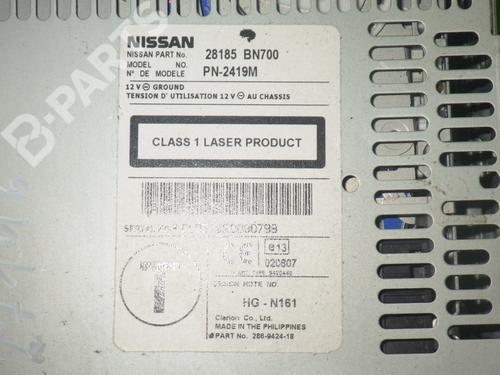 NISSAN
NISSAN PART No. 28185 BN700
MODEL NO.
N° DE MODELE PN-2419M
12 V ⊖ GROUND
TENSION D' UTILISATION 12 V ⊖ AU CHASSIS
CLASS 1 LASER PRODUCT
e13
020807
T
HG - N161
Clarion Co., Ltd.
MADE IN THE PHILIPPINES
PART No. 286-9424-18
B-PARTS